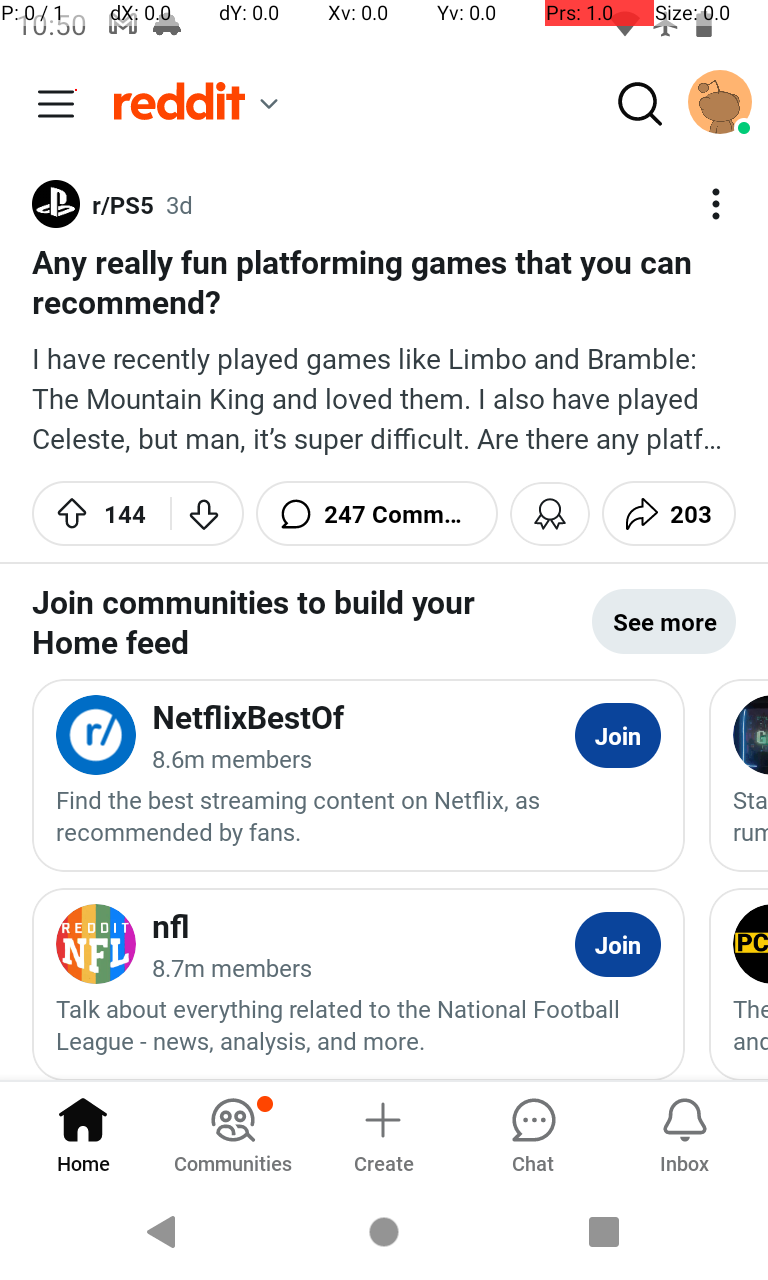 P: 0 / 1 dX: 0.0 dY: 0.0 Xv: 0.0 Yv: 0.0 Prs: 1.0 Size: 0.0
10:50
reddit
r/PS5 3d
Any really fun platforming games that you can
recommend?
I have recently played games like Limbo and Bramble:
The Mountain King and loved them. I also have played
Celeste, but man, it’s super difficult. Are there any platf…
144 247 Comm… 203
Join communities to build your
Home feed
See more
r/
NetflixBestOf
8.6m members
Join
Find the best streaming content on Netflix, as
recommended by fans.
Sta
rum
REDDIT
NFL
nfl
8.7m members
Join
Talk about everything related to the National Football
League - news, analysis, and more.
PC
The
and
Home Communities Create Chat Inbox